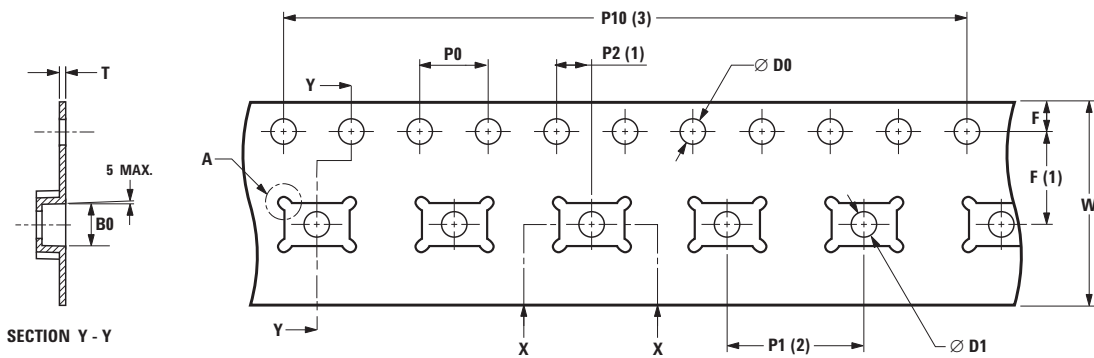 P10 (3)
P0
P2 (1)
Ø D0
T
Y
F
A
5 MAX.
F (1)
W
B0
SECTION Y - Y
Y
X
X
P1 (2)
Ø D1